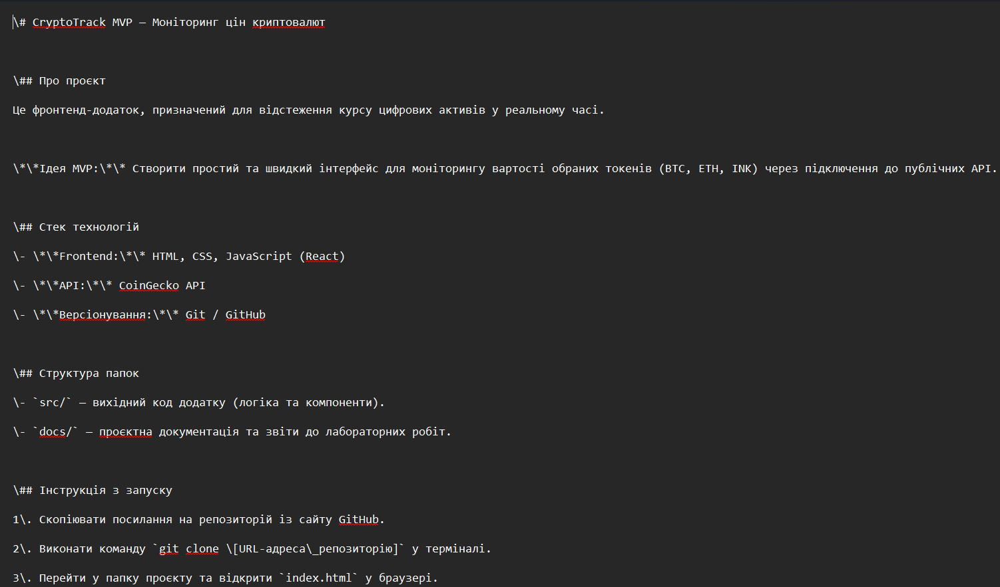 \# CryptoTrack MVP — Моніторинг цін криптовалют
\## Про проєкт
Це фронтенд-додаток, призначений для відстеження курсу цифрових активів у реальному часі.
\*\*Ідея MVP:\*\* Створити простий та швидкий інтерфейс для моніторингу вартості обраних токенів (BTC, ETH, INK) через підключення до публічних API.
\## Стек технологій
\- \*\*Frontend:\*\* HTML, CSS, JavaScript (React)
\- \*\*API:\*\* CoinGecko API
\- \*\*Версіонування:\*\* Git / GitHub
\## Структура папок
\- `src/` — вихідний код додатку (логіка та компоненти).
\- `docs/` — проєктна документація та звіти до лабораторних робіт.
\## Інструкція з запуску
1\. Скопіювати посилання на репозиторій із сайту GitHub.
2\. Виконати команду `git clone \[URL-адреса\_репозиторію]` у терміналі.
3\. Перейти у папку проєкту та відкрити `index.html` у браузері.